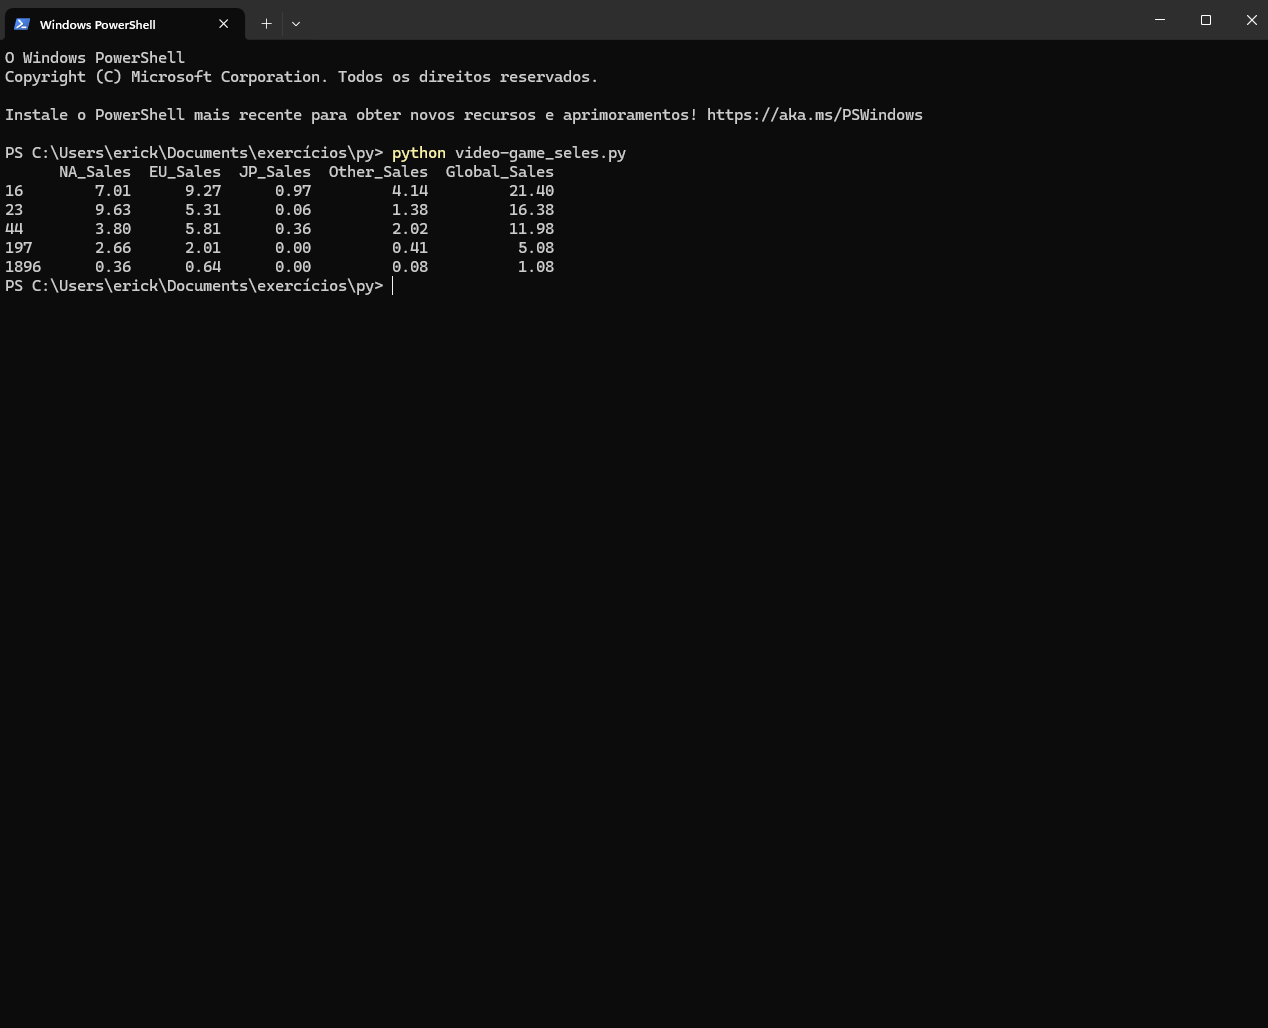 Windows PowerShell
O Windows PowerShell
Copyright (C) Microsoft Corporation. Todos os direitos reservados.
Instale o PowerShell mais recente para obter novos recursos e aprimoramentos! https://aka.ms/PSWindows
PS C:\Users\erick\Documents\exercícios\py> python video-game_seles.py
NA_Sales  EU_Sales  JP_Sales  Other_Sales  Global_Sales
16        7.01      9.27      0.97         4.14         21.40
23        9.63      5.31      0.06         1.38         16.38
44        3.80      5.81      0.36         2.02         11.98
197       2.66      2.01      0.00         0.41          5.08
1896      0.36      0.64      0.00         0.08          1.08
PS C:\Users\erick\Documents\exercícios\py>